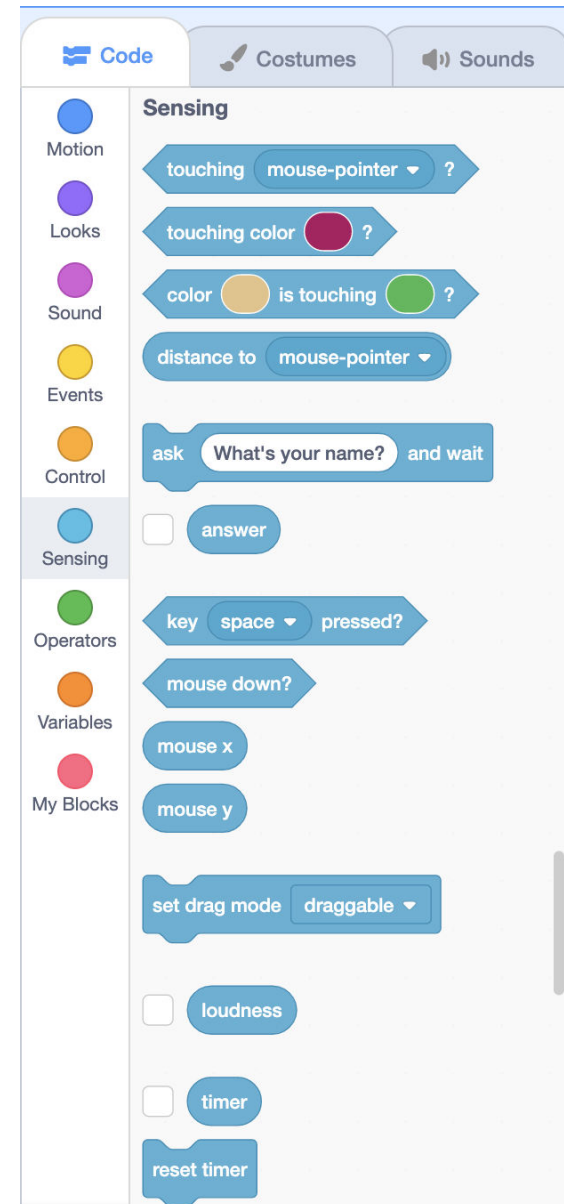 Code Costumes Sounds
Motion
Looks
Sound
Events
Control
Sensing
Operators
Variables
My Blocks
Sensing
touching mouse-pointer ?
touching color ?
color is touching ?
distance to mouse-pointer
ask What's your name? and wait
answer
key space pressed?
mouse down?
mouse x
mouse y
set drag mode draggable
loudness
timer
reset timer